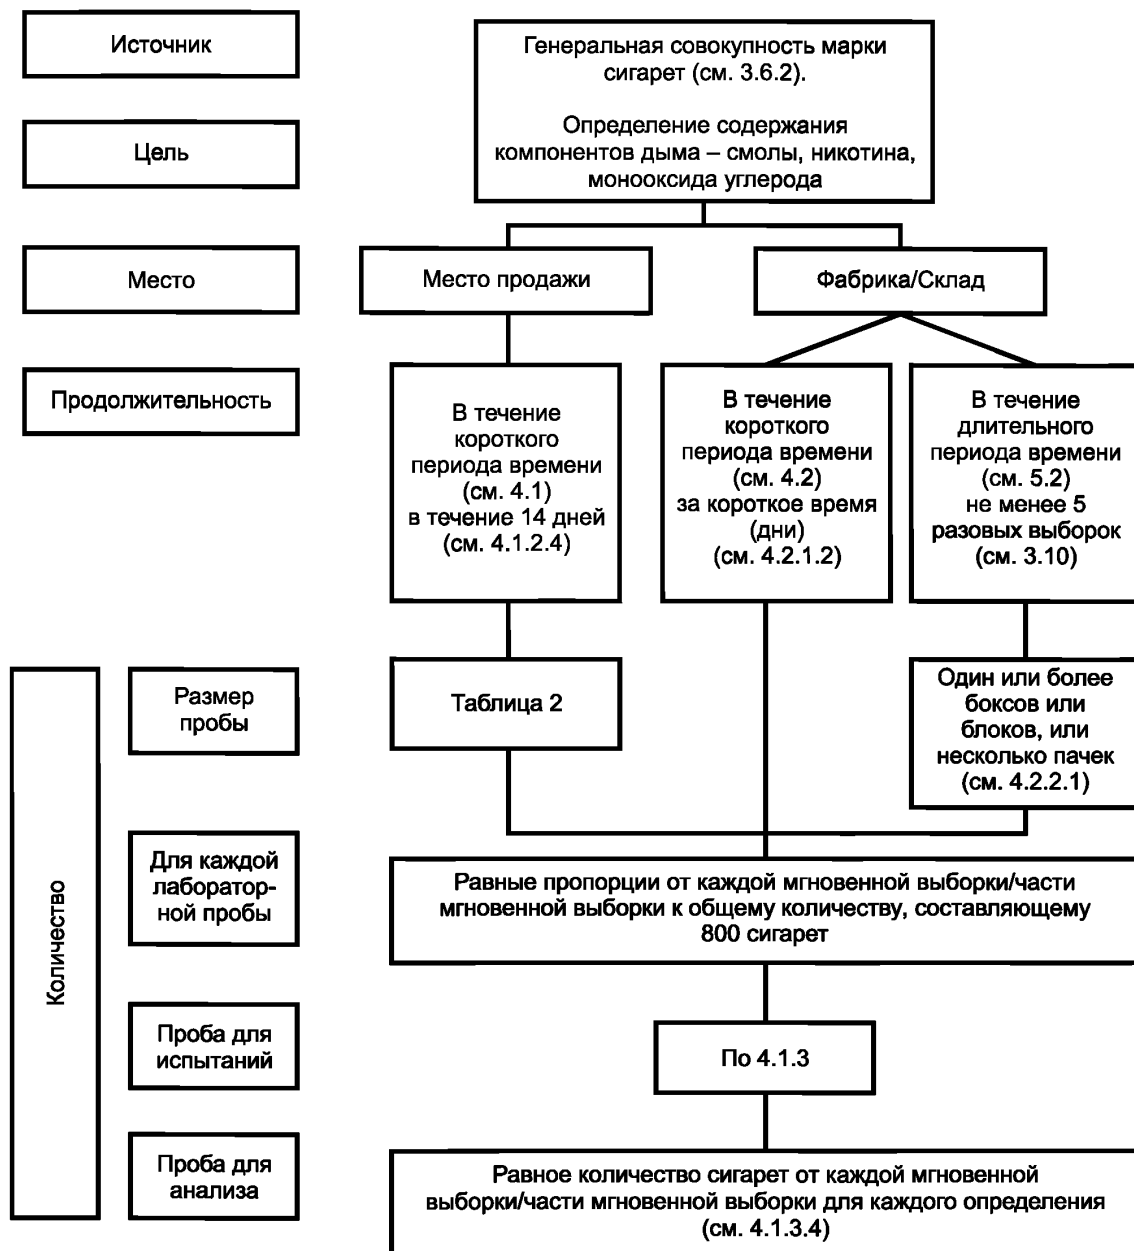 Источник
Генеральная совокупность марки
сигарет (см. 3.6.2).
Цель
Определение содержания
компонентов дыма – смолы, никотина,
монооксида углерода
Место
Место продажи
Фабрика/Склад
Продолжительность
В течение
короткого
периода времени
(см. 4.1)
в течение 14 дней
(см. 4.1.2.4)
В течение
короткого
периода времени
(см. 4.2)
за короткое время
(дни)
(см. 4.2.1.2)
В течение
длительного
периода времени
(см. 5.2)
не менее 5
разовых выборок
(см. 3.10)
Количество
Размер
пробы
Таблица 2
Один или более
боксов или
блоков, или
несколько пачек
(см. 4.2.2.1)
Для каждой
лаборатор-
ной пробы
Равные пропорции от каждой мгновенной выборки/части
мгновенной выборки к общему количеству, составляющему
800 сигарет
Проба для
испытаний
По 4.1.3
Проба для
анализа
Равное количество сигарет от каждой мгновенной
выборки/части мгновенной выборки для каждого определения
(см. 4.1.3.4)